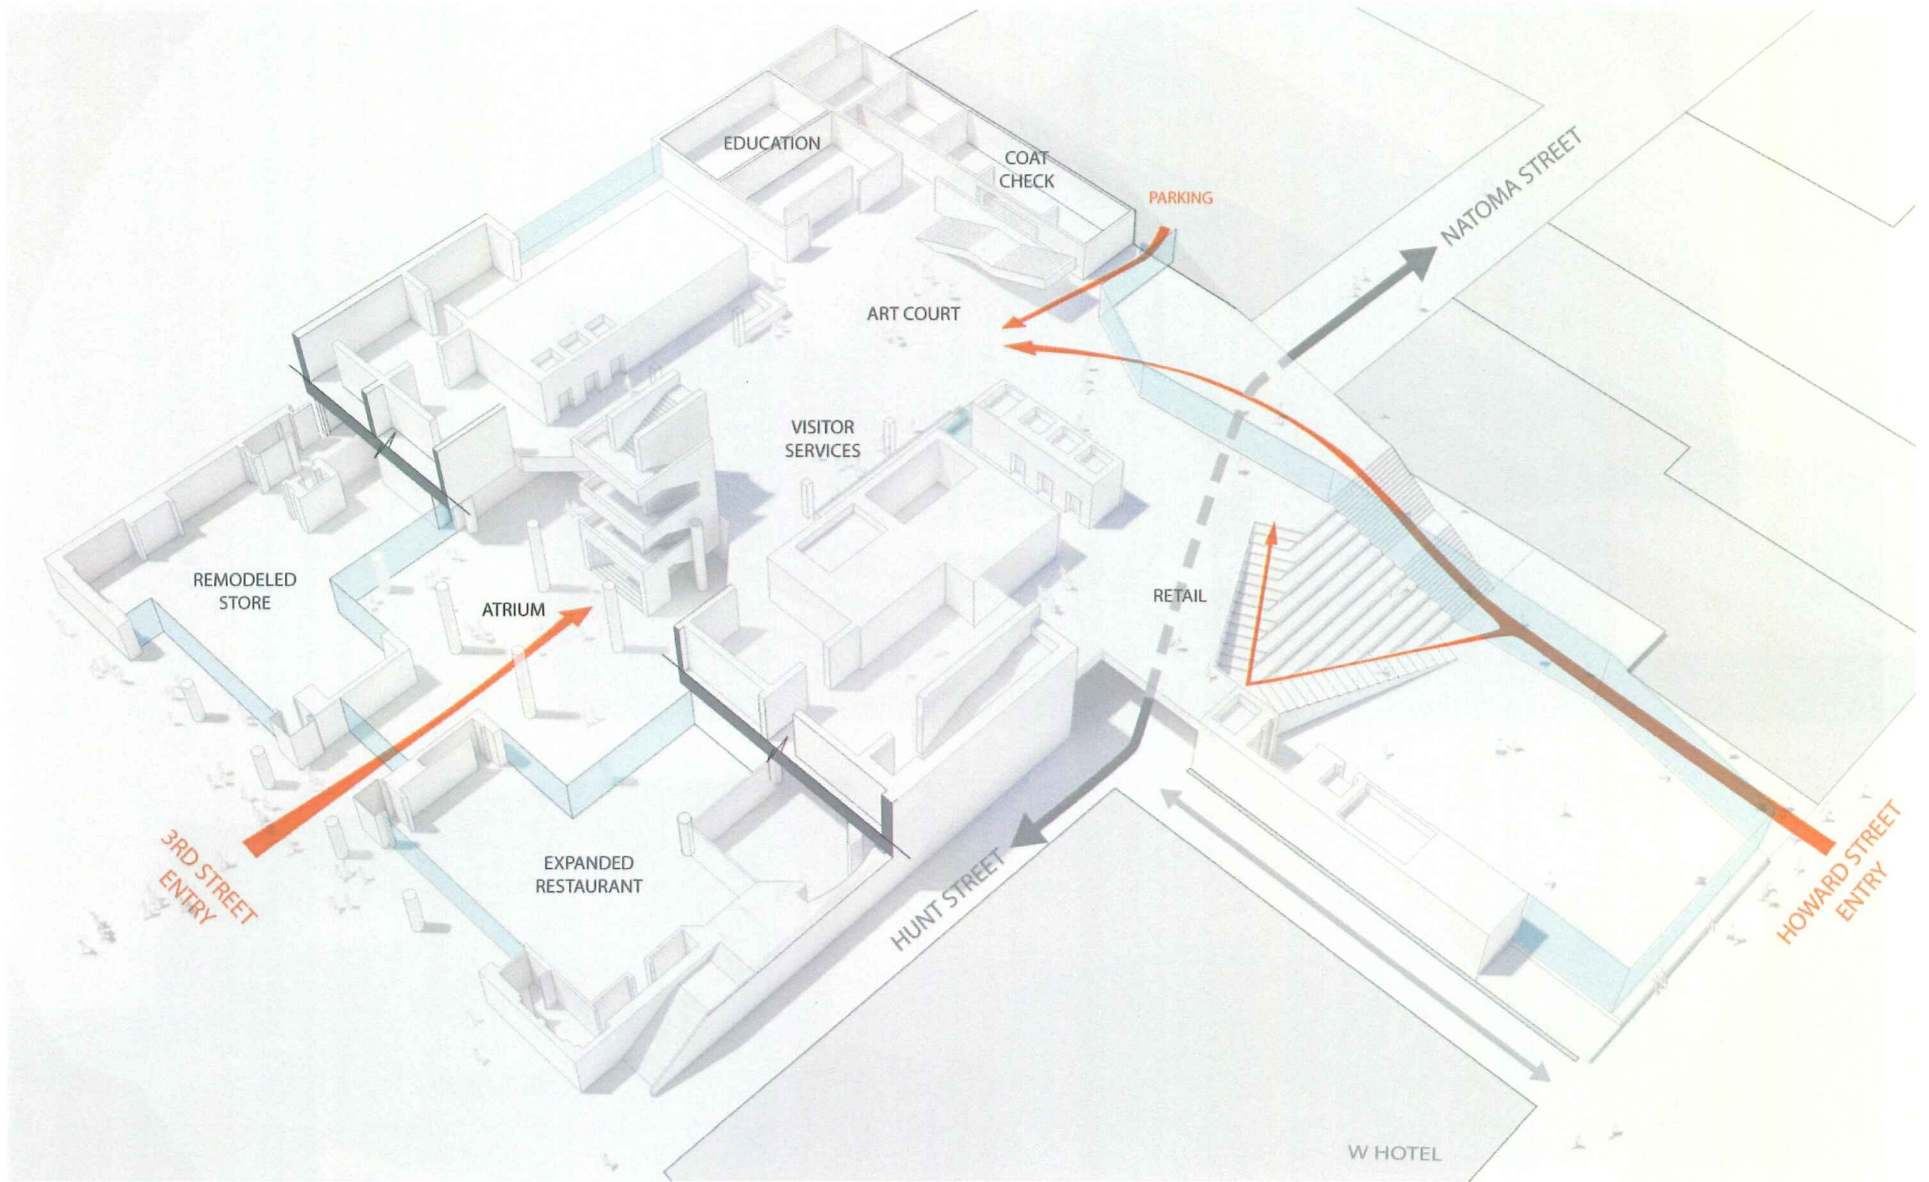 EDUCATION
COAT
CHECK
PARKING
NATOMA STREET
ART COURT
VISITOR
SERVICES
REMODELED
STORE
ATRIUM
RETAIL
3RD STREET
ENTRY
EXPANDED
RESTAURANT
HUNT STREET
HOWARD STREET
ENTRY
W HOTEL